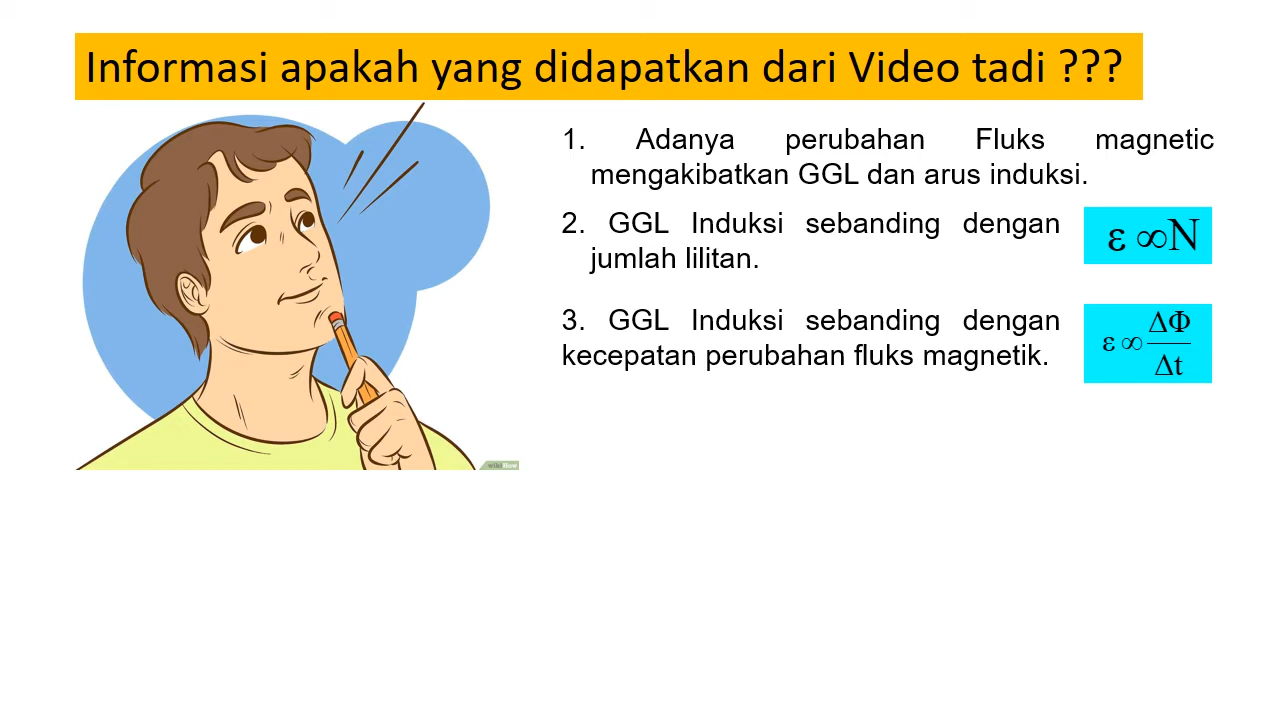 Informasi apakah yang didapatkan dari Video tadi ???
1. Adanya perubahan Fluks magnetic
mengakibatkan GGL dan arus induksi.
2. GGL Induksi sebanding dengan
jumlah lilitan.
ε ∞N
3. GGL Induksi sebanding dengan
kecepatan perubahan fluks magnetik.
ε ∞ ΔΦ
Δt
wikiHow